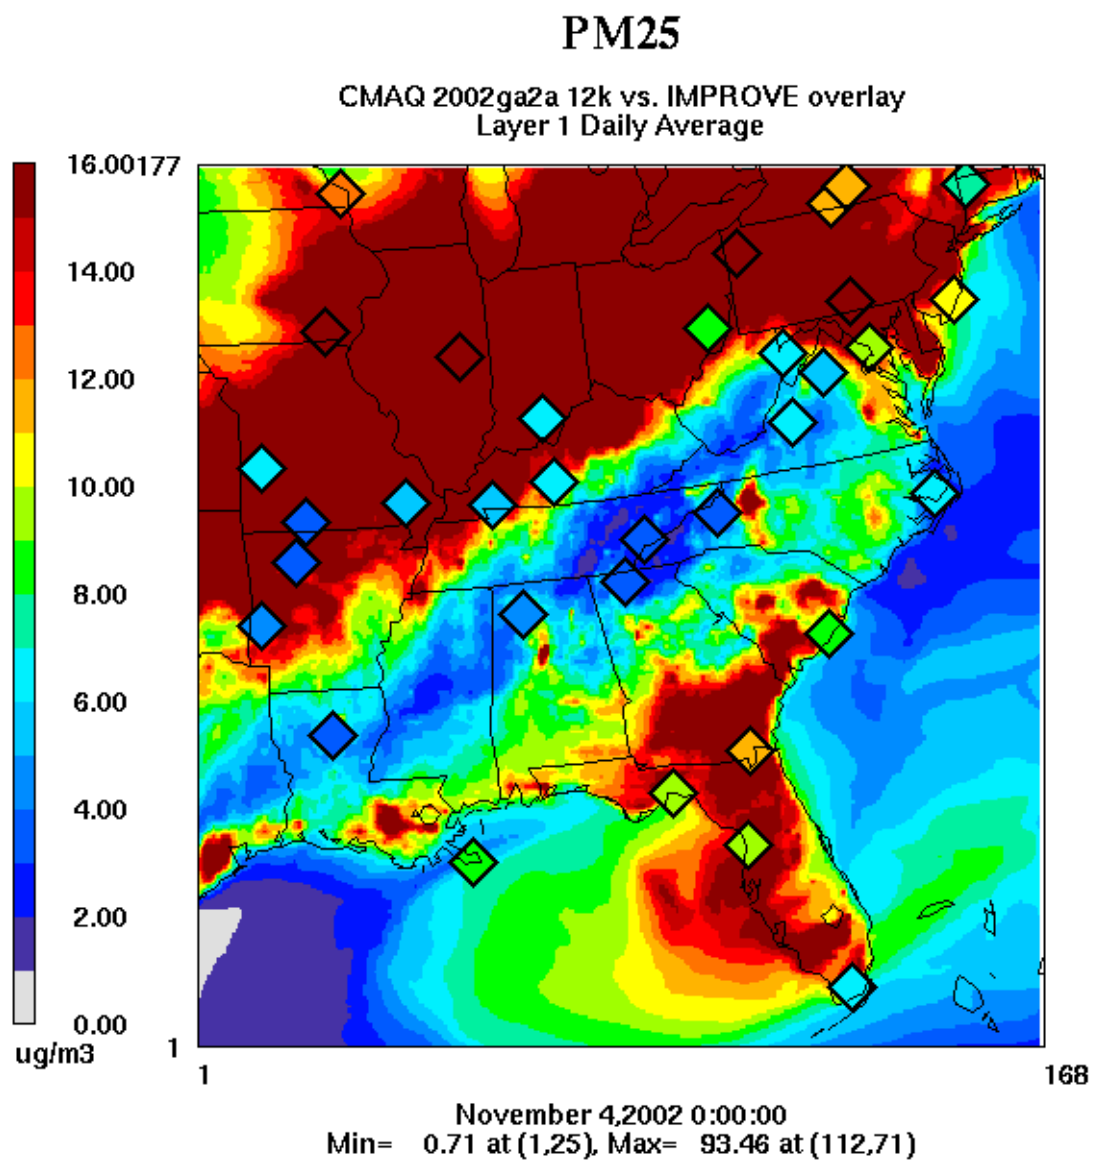 PM25
CMAQ 2002ga2a 12k vs. IMPROVE overlay
Layer 1 Daily Average
16.00
14.00
12.00
10.00
8.00
6.00
4.00
2.00
0.00
ug/m3
177
1
1
168
November 4,2002 0:00:00
Min= 0.71 at (1,25), Max= 93.46 at (112,71)